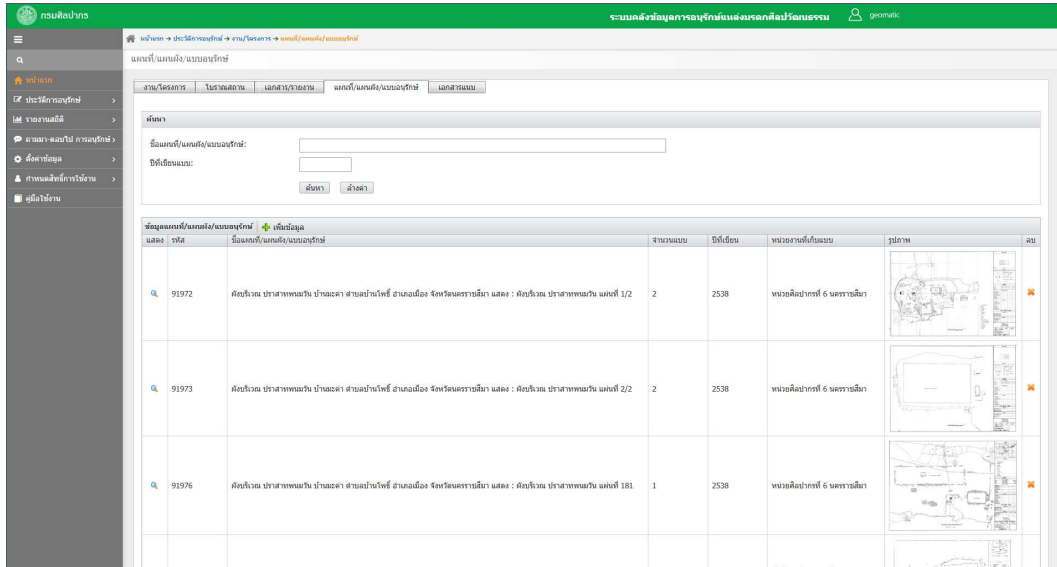 กรมศิลปากร
ระบบคลังข้อมูลการอนุรักษ์แหล่งมรดกศิลปวัฒนธรรม geomatic
หน้าแรก → ประวัติการอนุรักษ์ → งาน/โครงการ → แผนที่/แผนผัง/แบบอนุรักษ์
แผนที่/แผนผัง/แบบอนุรักษ์
หน้าแรก
ประวัติการอนุรักษ์
รายงานสถิติ
ถามมา-ตอบไป การอนุรักษ์
ตั้งค่าข้อมูล
กำหนดสิทธิ์การใช้งาน
คู่มือใช้งาน
งาน/โครงการ โบราณสถาน เอกสาร/รายงาน แผนที่/แผนผัง/แบบอนุรักษ์ เอกสารแนบ
ค้นหา
ชื่อแผนที่/แผนผัง/แบบอนุรักษ์:
ปีที่เขียนแบบ:
ค้นหา ล้างค่า
ข้อมูลแผนที่/แผนผัง/แบบอนุรักษ์ เพิ่มข้อมูล
แสดง รหัส ชื่อแผนที่/แผนผัง/แบบอนุรักษ์ จำนวนแบบ ปีที่เขียน หน่วยงานที่เก็บแบบ รูปภาพ ลบ
91972 ผังบริเวณ ปราสาทพนมวัน บ้านมะค่า ตำบลบ้านโพธิ์ อำเภอเมือง จังหวัดนครราชสีมา แสดง : ผังบริเวณ ปราสาทพนมวัน แผ่นที่ 1/2 2 2538 หน่วยศิลปากรที่ 6 นครราชสีมา
91973 ผังบริเวณ ปราสาทพนมวัน บ้านมะค่า ตำบลบ้านโพธิ์ อำเภอเมือง จังหวัดนครราชสีมา แสดง : ผังบริเวณ ปราสาทพนมวัน แผ่นที่ 2/2 2 2538 หน่วยศิลปากรที่ 6 นครราชสีมา
91976 ผังบริเวณ ปราสาทพนมวัน บ้านมะค่า ตำบลบ้านโพธิ์ อำเภอเมือง จังหวัดนครราชสีมา แสดง : ผังบริเวณ ปราสาทพนมวัน แผ่นที่ 181 1 2538 หน่วยศิลปากรที่ 6 นครราชสีมา